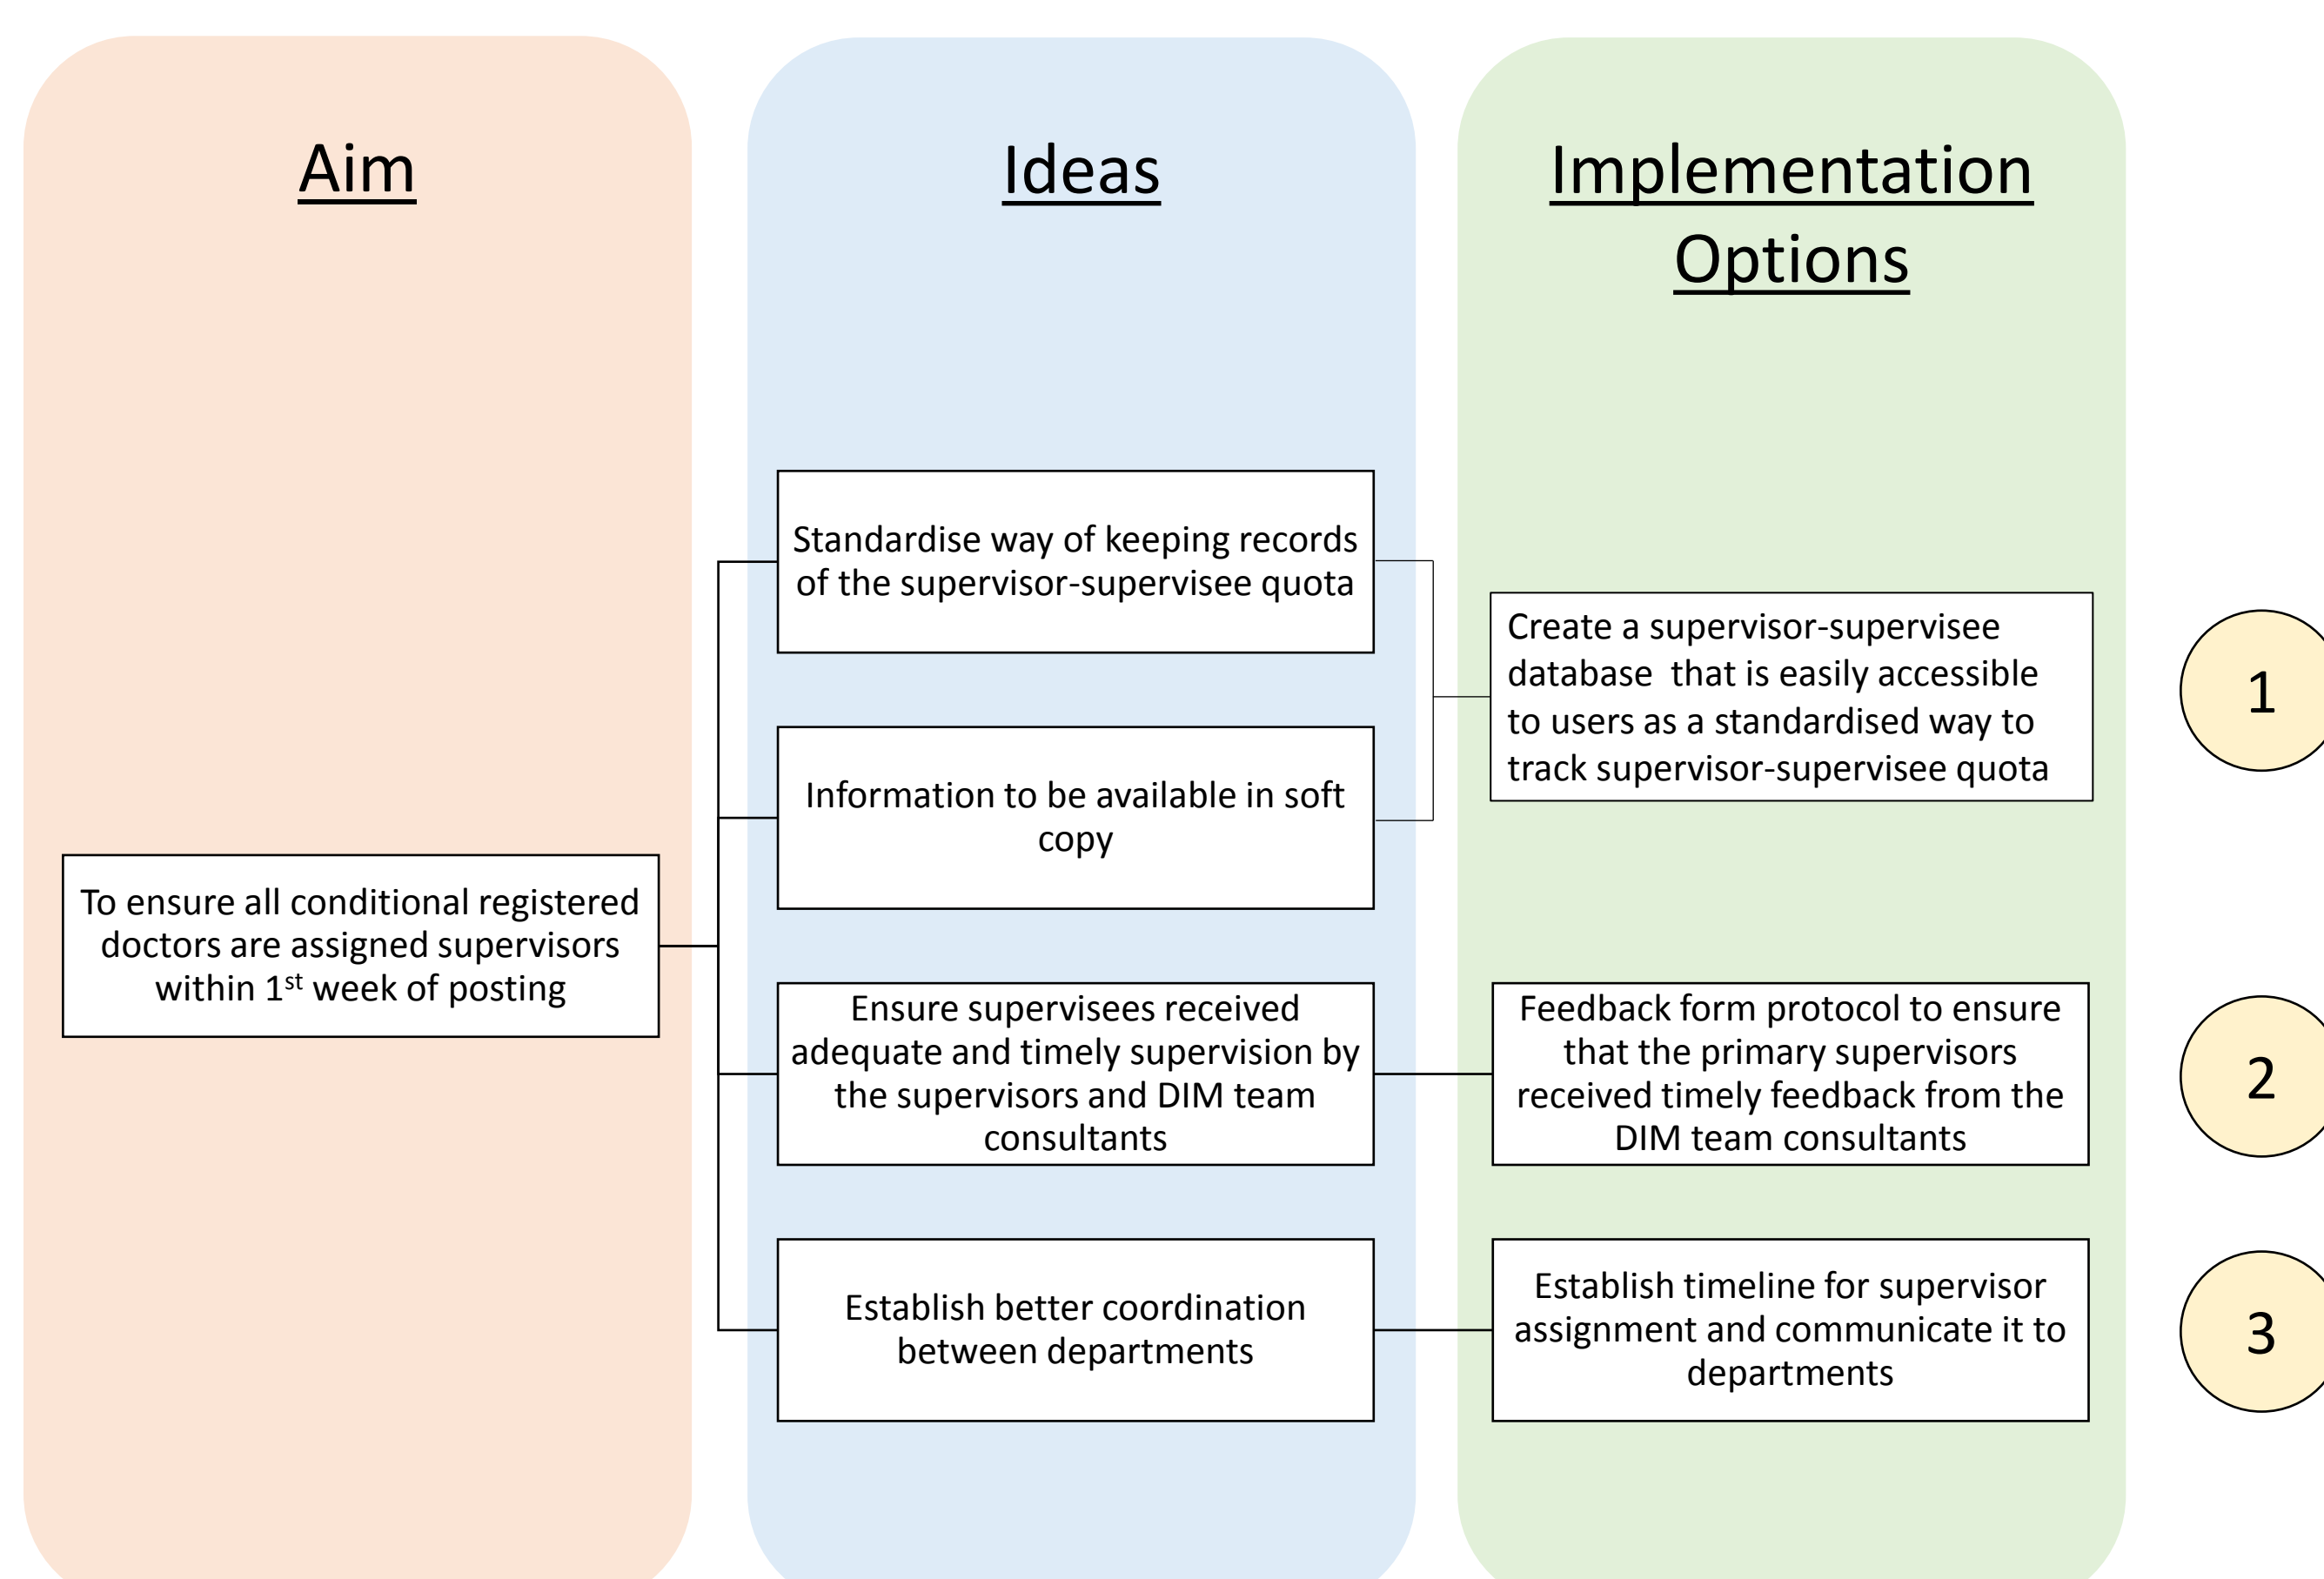 Aim
Ideas
Implementation
Options
To ensure all conditional registered
doctors are assigned supervisors
within 1st week of posting
Standardise way of keeping records
of the supervisor-supervisee quota
Information to be available in soft
copy
Ensure supervisees received
adequate and timely supervision by
the supervisors and DIM team
consultants
Establish better coordination
between departments
Create a supervisor-supervisee
database  that is easily accessible
to users as a standardised way to
track supervisor-supervisee quota
1
Feedback form protocol to ensure
that the primary supervisors
received timely feedback from the
DIM team consultants
2
Establish timeline for supervisor
assignment and communicate it to
departments
3